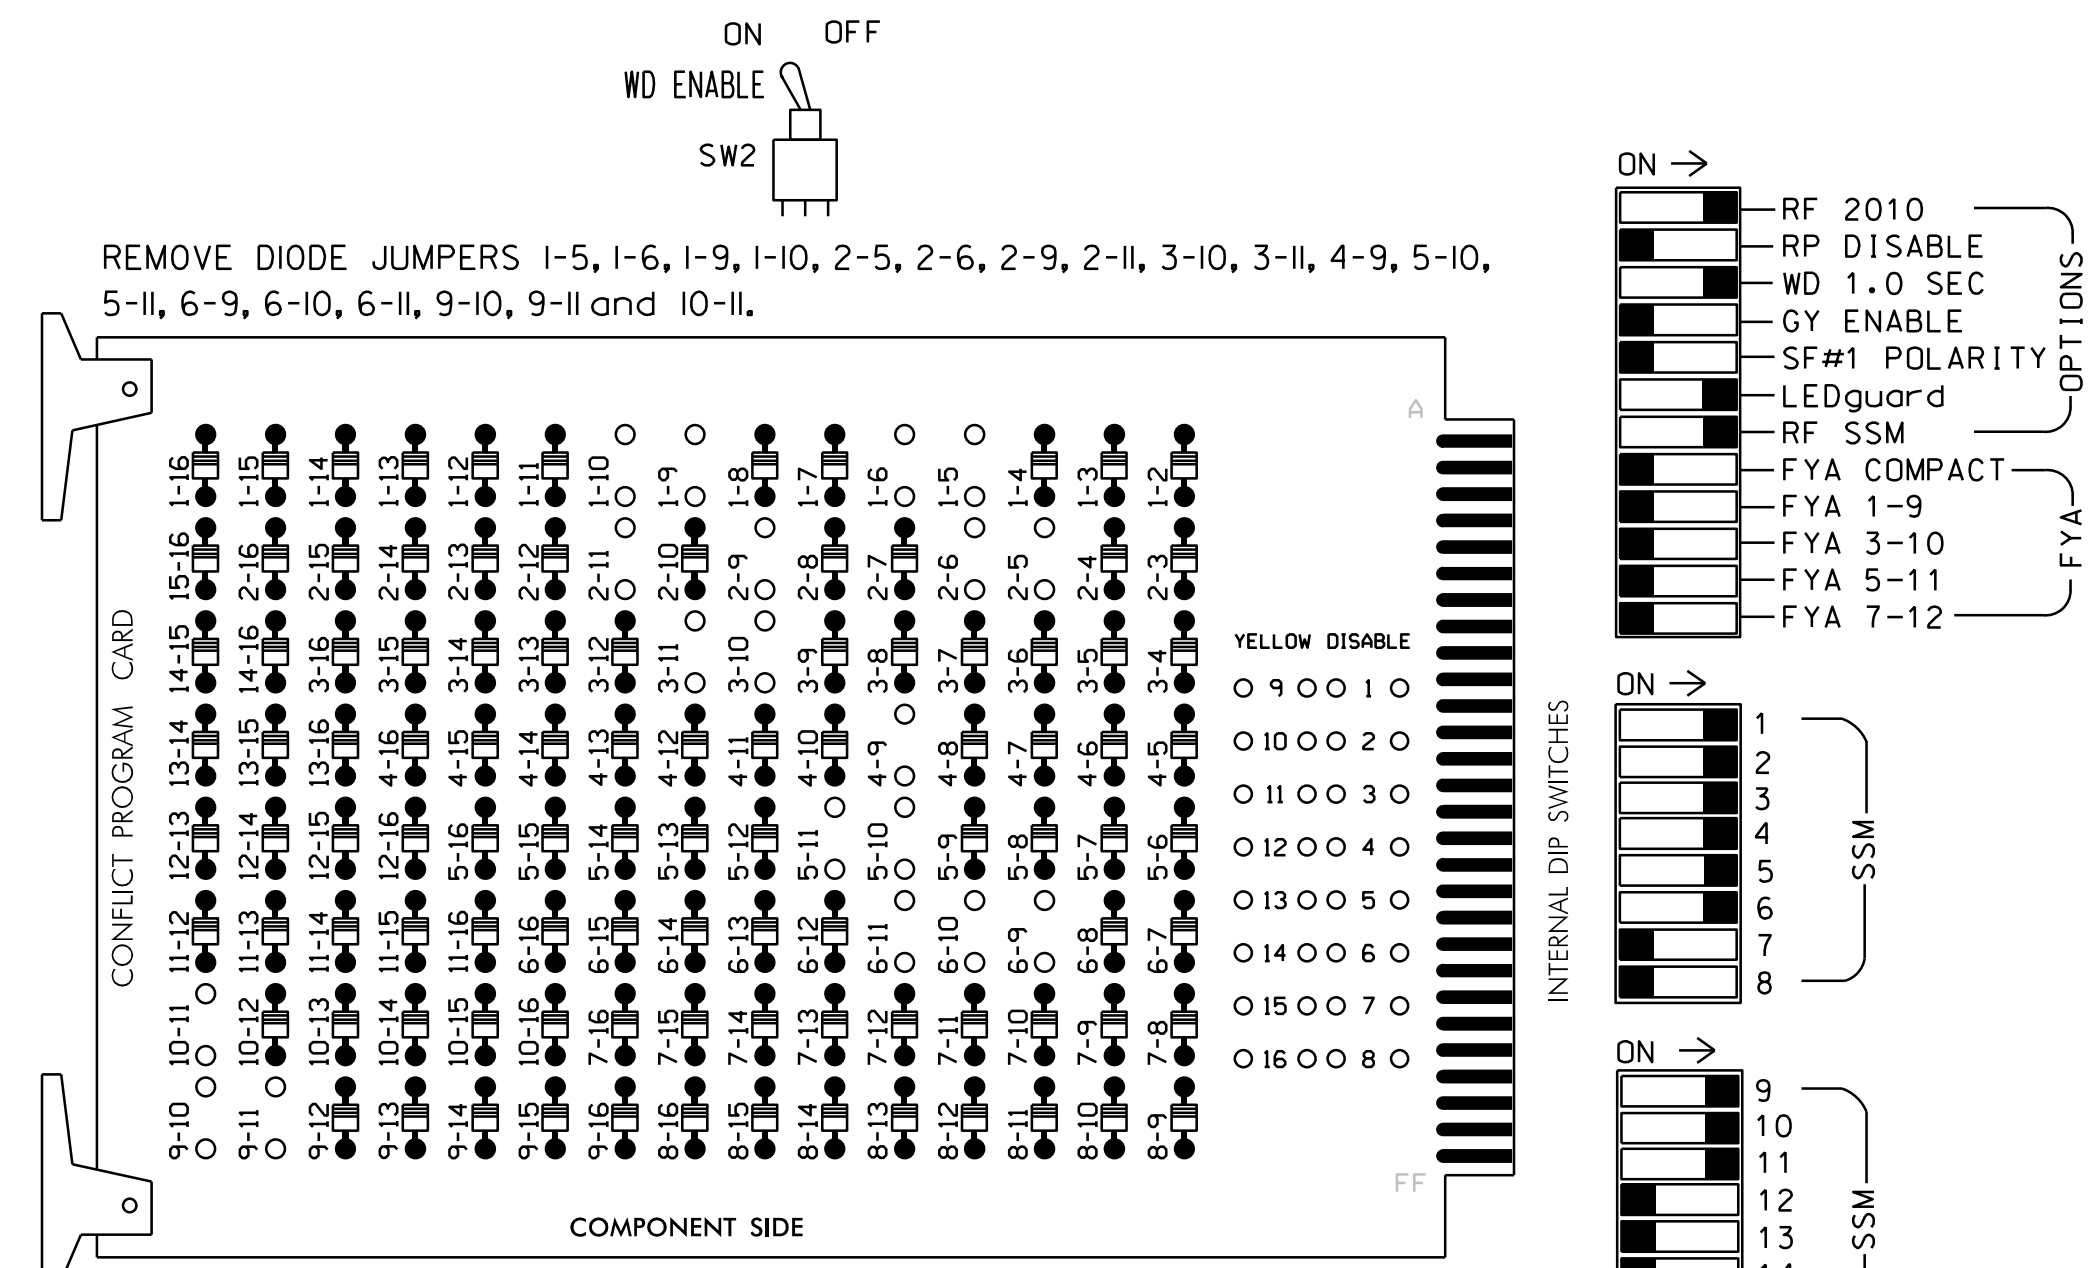 ON OFF
WD ENABLE
SW2
REMOVE DIODE JUMPERS 1-5, 1-6, 1-9, 1-10, 2-5, 2-6, 2-9, 2-11, 3-10, 3-11, 4-9, 5-10,
5-11, 6-9, 6-10, 6-11, 9-10, 9-11 and 10-11.
A
CONFLICT PROGRAM CARD
1-16 1-15 1-14 1-13 1-12 1-11 1-10 1-9 1-8 1-7 1-6 1-5 1-4 1-3 1-2
15-16 2-16 2-15 2-14 2-13 2-12 2-11 2-10 2-9 2-8 2-7 2-6 2-5 2-4 2-3
14-15 14-16 3-16 3-15 3-14 3-13 3-12 3-11 3-10 3-9 3-8 3-7 3-6 3-5 3-4
13-14 13-15 13-16 4-16 4-15 4-14 4-13 4-12 4-11 4-10 4-9 4-8 4-7 4-6 4-5
12-13 12-14 12-15 12-16 5-16 5-15 5-14 5-13 5-12 5-11 5-10 5-9 5-8 5-7 5-6
11-12 11-13 11-14 11-15 11-16 6-16 6-15 6-14 6-13 6-12 6-11 6-10 6-9 6-8 6-7
10-11 10-12 10-13 10-14 10-15 10-16 7-16 7-15 7-14 7-13 7-12 7-11 7-10 7-9 7-8
9-10 9-11 9-12 9-13 9-14 9-15 9-16 8-16 8-15 8-14 8-13 8-12 8-11 8-10 8-9
YELLOW DISABLE
9 1
10 2
11 3
12 4
13 5
14 6
15 7
16 8
FF
COMPONENT SIDE
INTERNAL DIP SWITCHES
ON →
RF 2010
RP DISABLE
WD 1.0 SEC
GY ENABLE
SF#1 POLARITY
LEDguard
RF SSM
OPTIONS
FYA COMPACT
FYA 1-9
FYA 3-10
FYA 5-11
FYA 7-12
FYA
ON →
1
2
3
4
5
6
7
8
SSM
ON →
9
10
11
12
13
SSM